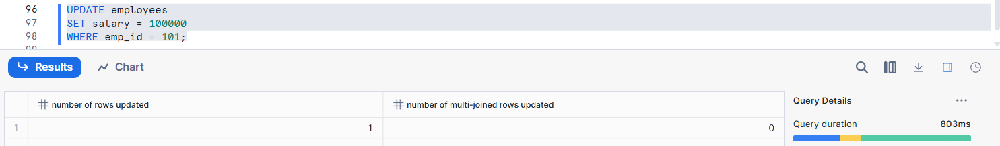 96 UPDATE employees
97 SET salary = 100000
98 WHERE emp_id = 101;
99
Results Chart
number of rows updated number of multi-joined rows updated Query Details
1 1 0 Query duration 803ms